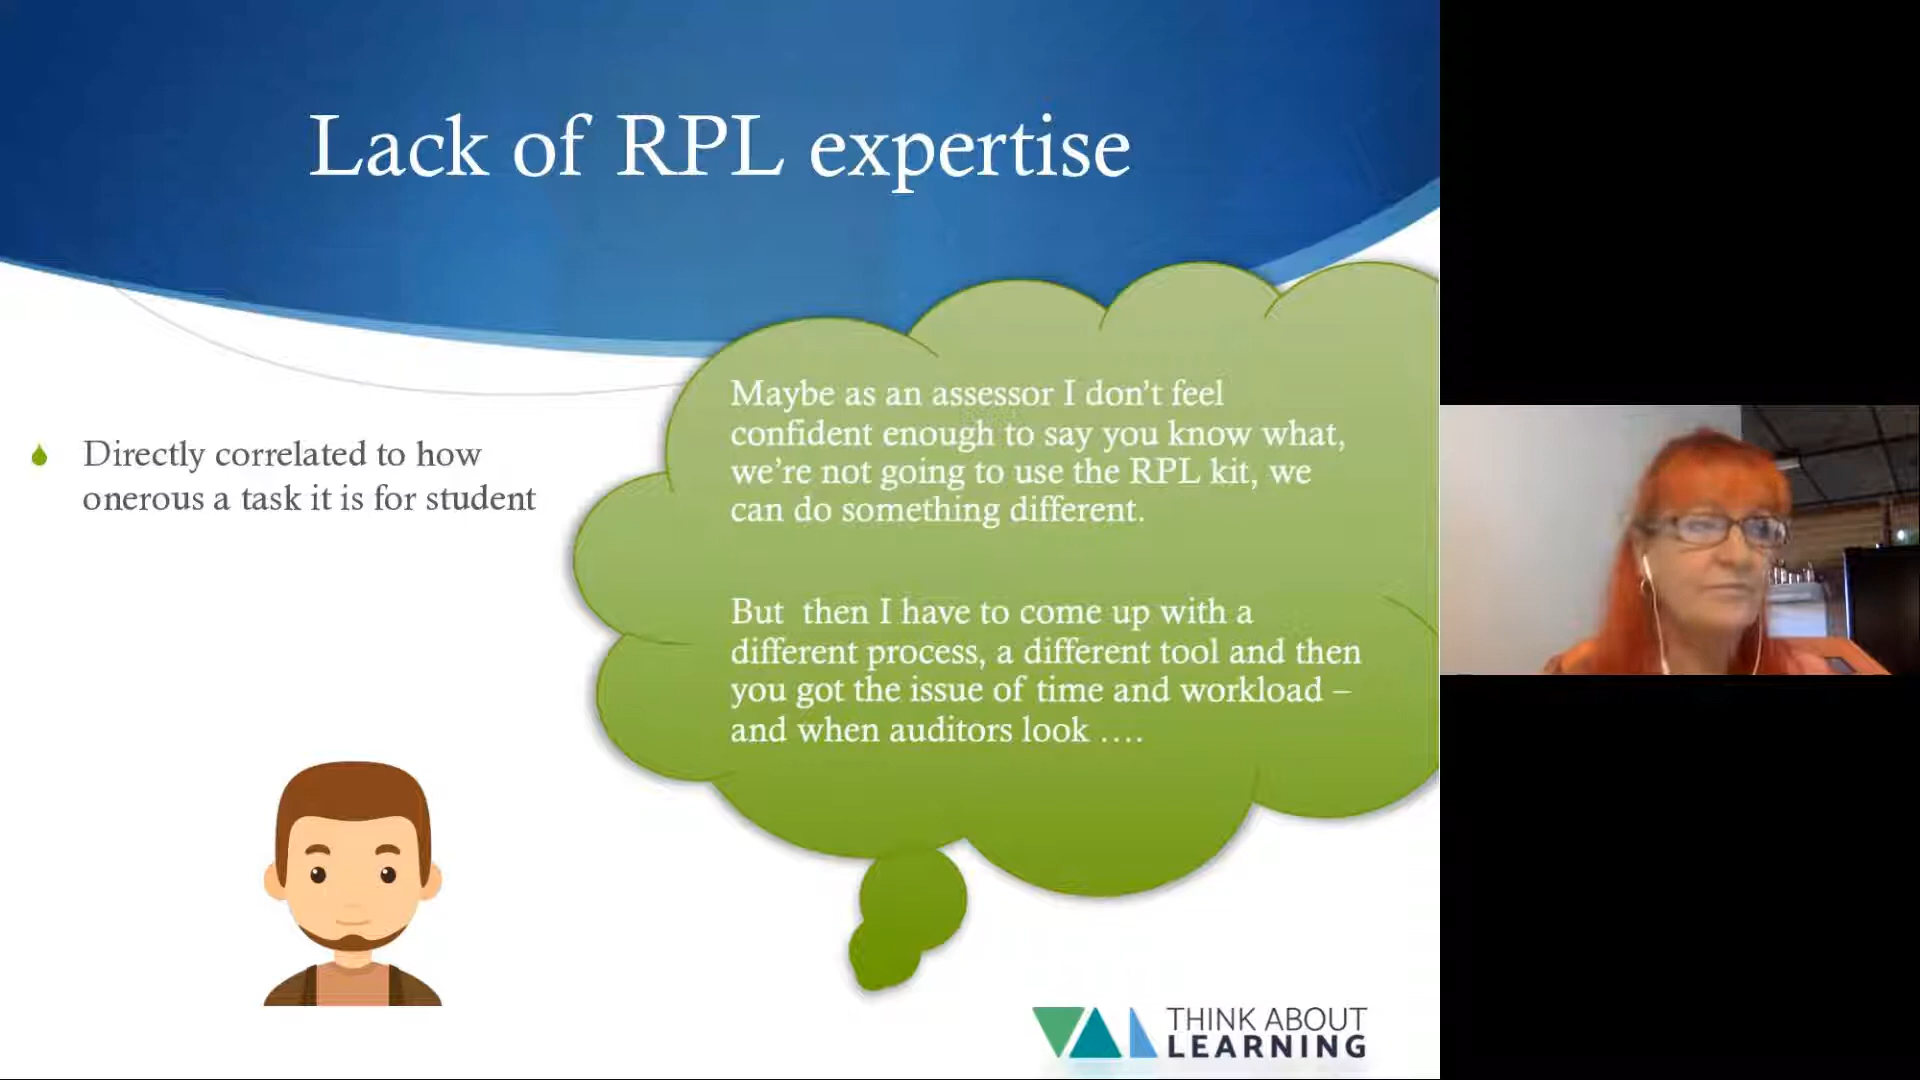 Lack of RPL expertise
Directly correlated to how
onerous a task it is for student
Maybe as an assessor I don't feel
confident enough to say you know what,
we're not going to use the RPL kit, we
can do something different.
But  then I have to come up with a
different process, a different tool and then
you got the issue of time and workload –
and when auditors look ….
THINK ABOUT
LEARNING